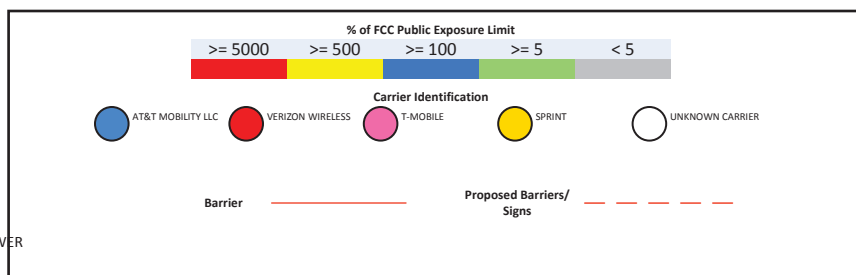 % of FCC Public Exposure Limit
>= 5000 >= 500 >= 100 >= 5 < 5
Carrier Identification
AT&T MOBILITY LLC VERIZON WIRELESS T-MOBILE SPRINT UNKNOWN CARRIER
Barrier
Proposed Barriers/
Signs
VER